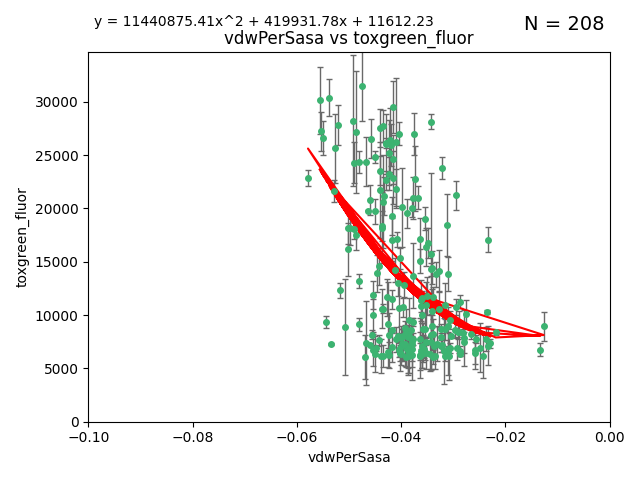 y = 11440875.41x^2 + 419931.78x + 11612.23
N = 208
vdwPerSasa vs toxgreen_fluor
toxgreen_fluor
30000
25000
20000
15000
10000
5000
0
−0.10
−0.08
−0.06
−0.04
−0.02
0.00
vdwPerSasa